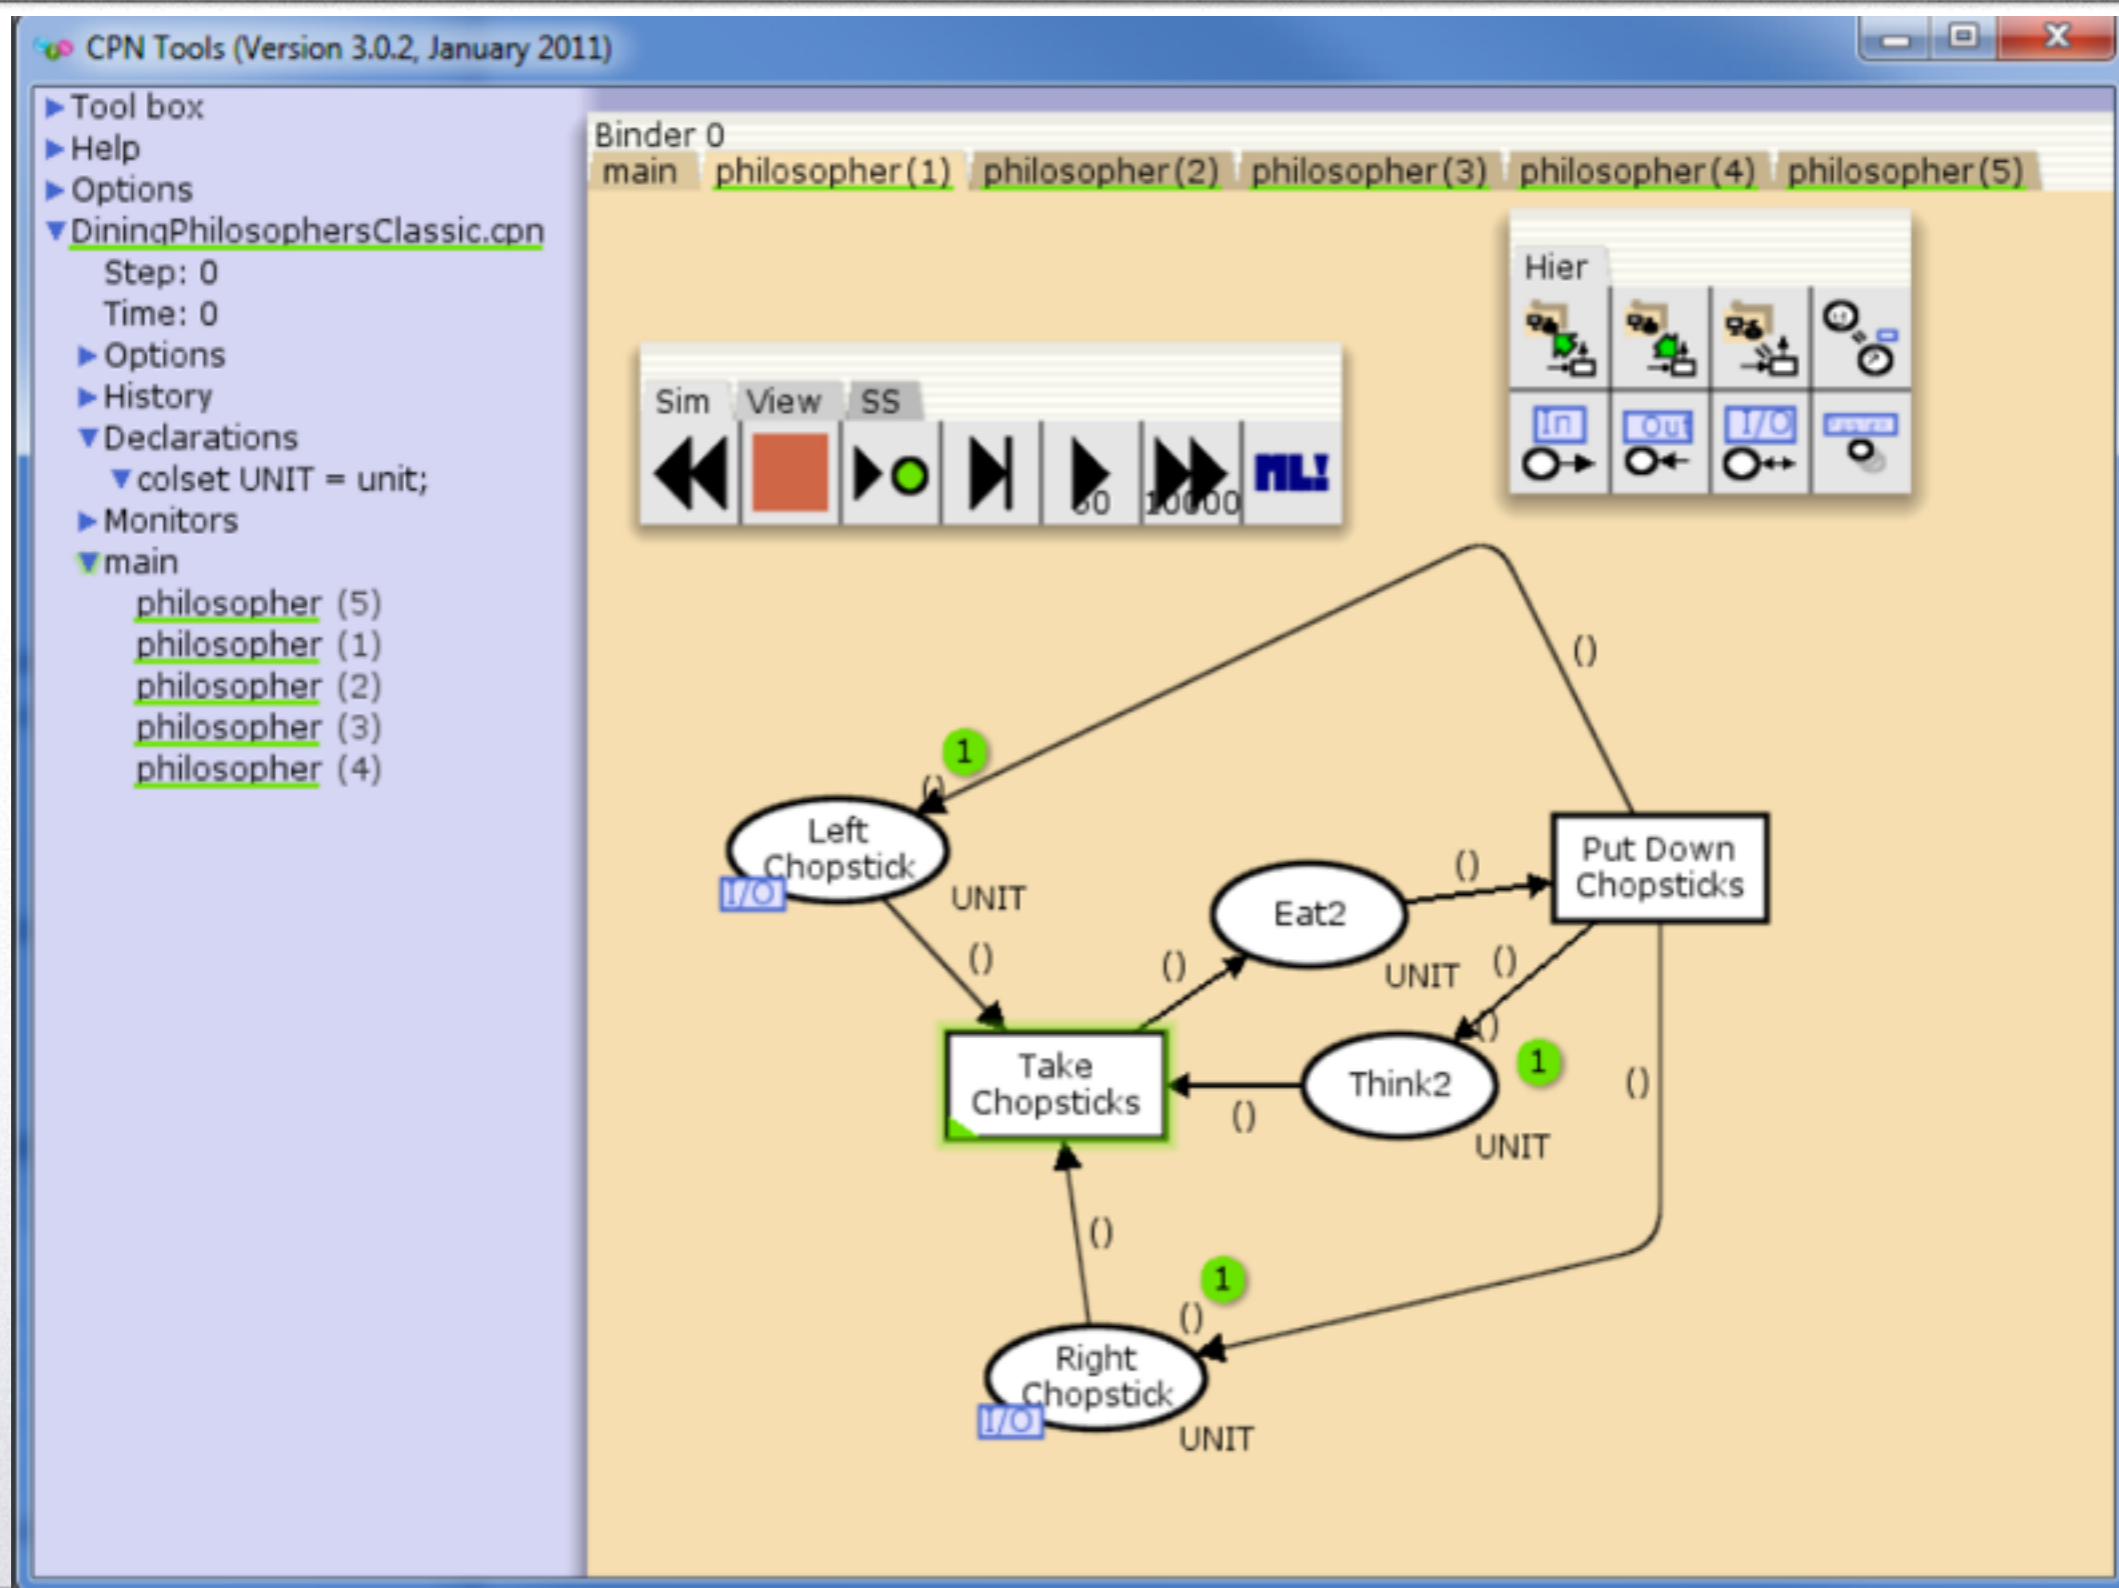 CPN Tools (Version 3.0.2, January 2011)
Tool box
Help
Options
DiningPhilosophersClassic.cpn
Step: 0
Time: 0
Options
History
Declarations
colset UNIT = unit;
Monitors
main
philosopher (5)
philosopher (1)
philosopher (2)
philosopher (3)
philosopher (4)
Binder 0
main philosopher(1) philosopher(2) philosopher(3) philosopher(4) philosopher(5)
Hier
In Out I/O
Sim View SS
50 10000 ML!
()
1
()
Left
Chopstick
I/O
UNIT
()
Put Down
Chopsticks
()
Eat2
UNIT
()
()
()
Take
Chopsticks
Think2
1
()
()
UNIT
()
1
()
Right
Chopstick
I/O
UNIT